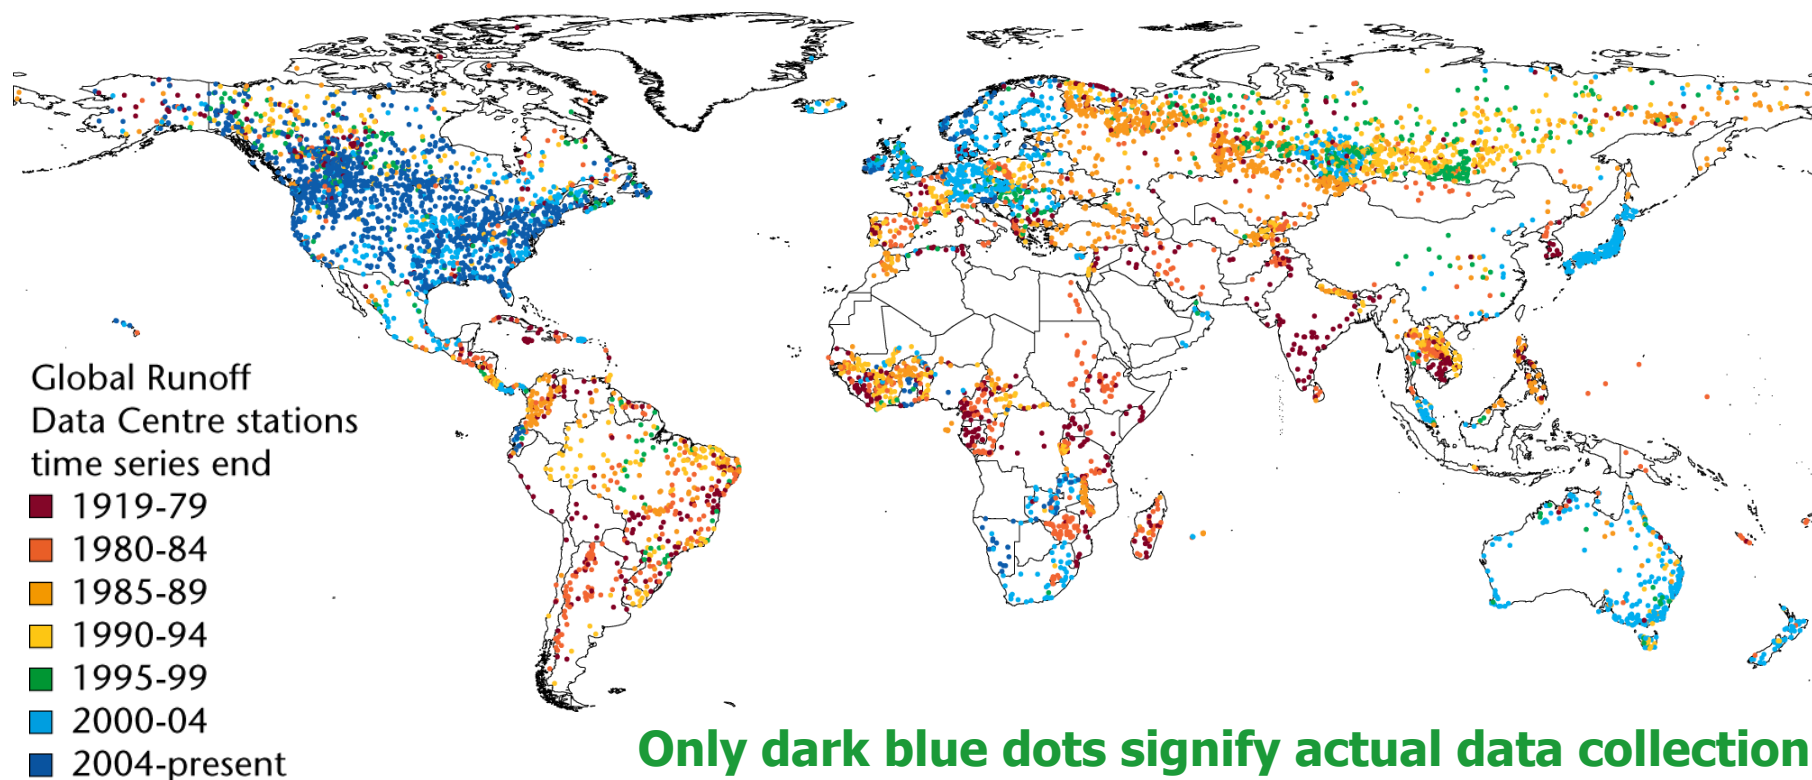 Global Runoff
Data Centre stations
time series end
1919-79
1980-84
1985-89
1990-94
1995-99
2000-04
2004-present
Only dark blue dots signify actual data collection